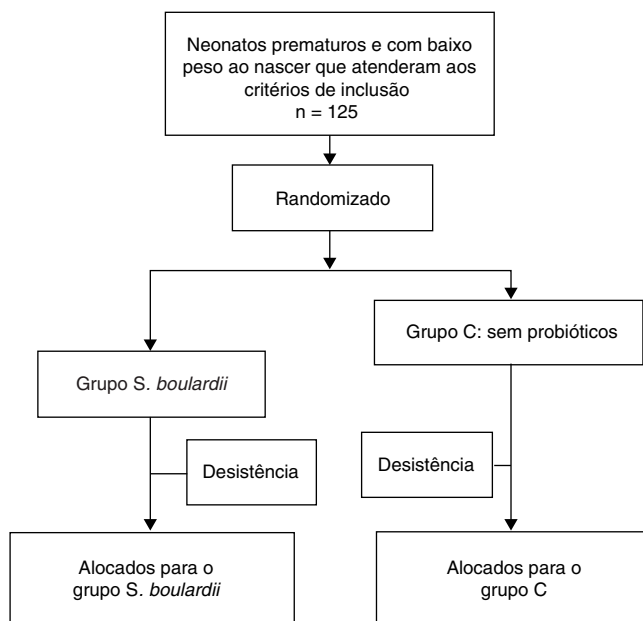 Neonatos prematuros e com baixo
peso ao nascer que atenderam aos
critérios de inclusão
n = 125
Randomizado
Grupo C: sem probióticos
Grupo S. boulardii
Desistência
Desistência
Alocados para o
grupo S. boulardii
Alocados para o
grupo C